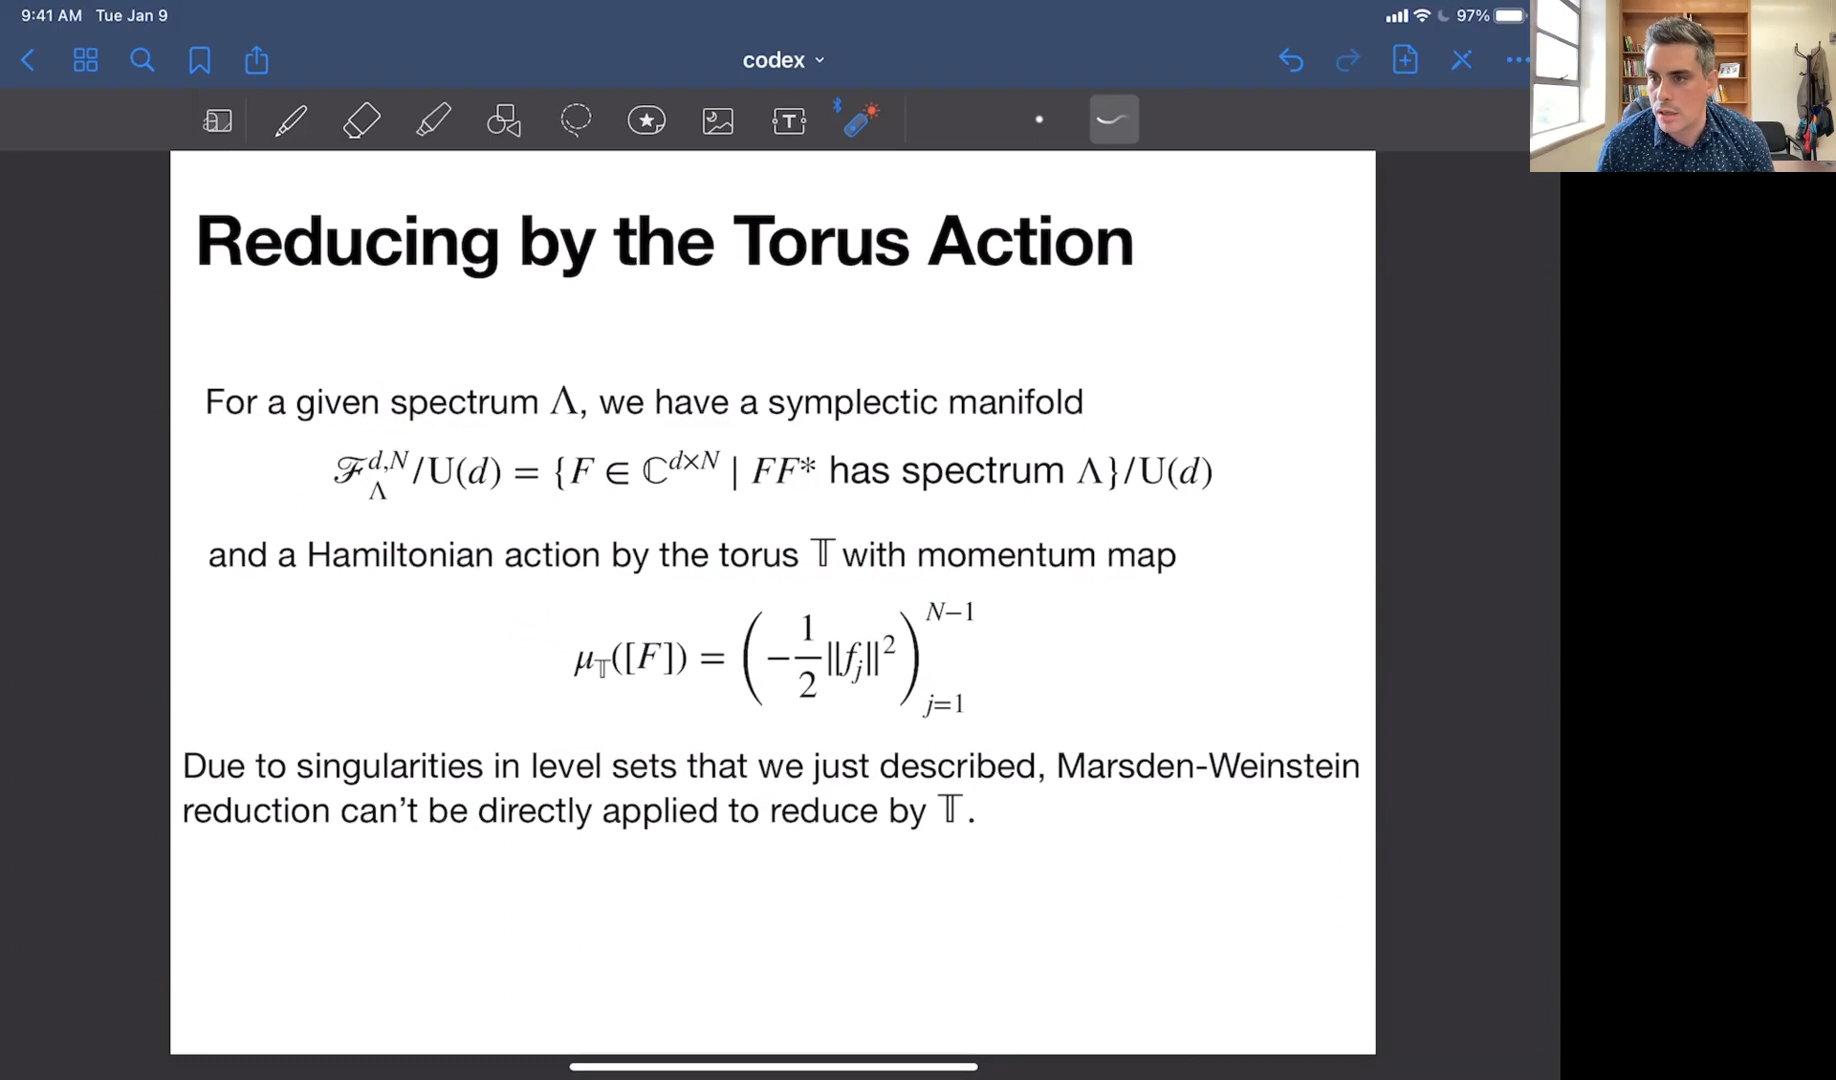 9:41 AM Tue Jan 9
97%
codex
T
Reducing by the Torus Action
For a given spectrum Λ, we have a symplectic manifold
ℱ_Λ^{d,N}/U(d) = {F ∈ ℂ^{d×N} | FF* has spectrum Λ}/U(d)
and a Hamiltonian action by the torus 𝕋 with momentum map
μ_𝕋([F]) = (−1/2 ||f_j||²)_{j=1}^{N−1}
Due to singularities in level sets that we just described, Marsden-Weinstein
reduction can’t be directly applied to reduce by 𝕋.